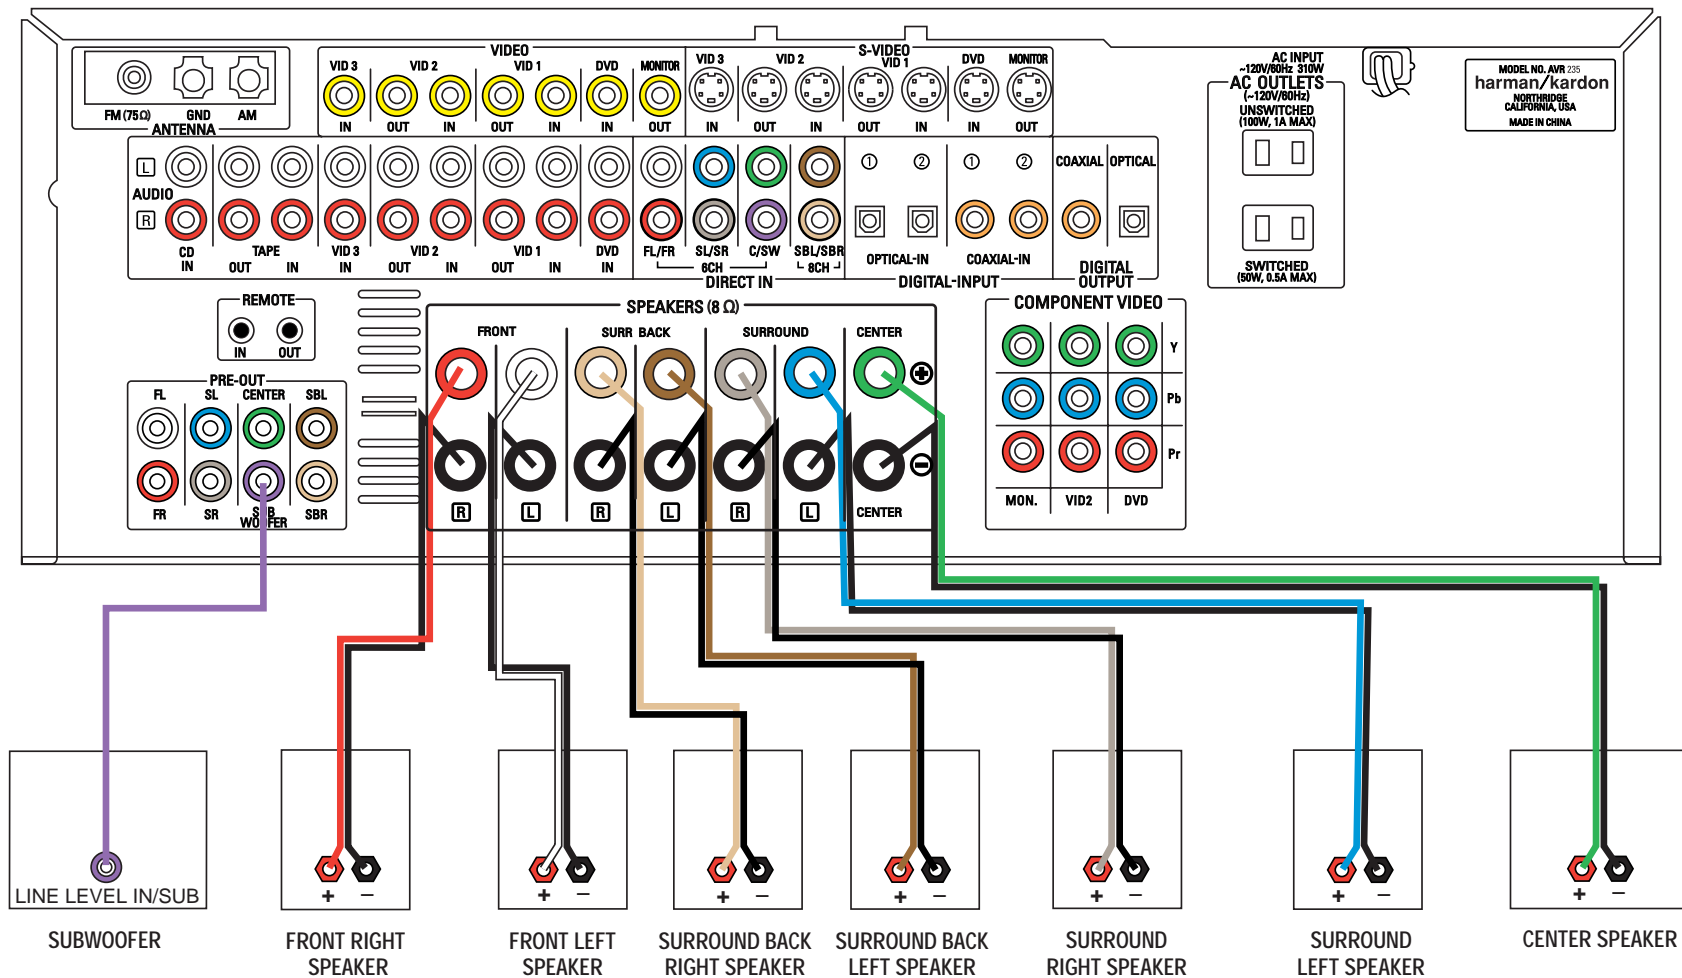 VIDEO
S-VIDEO
VID 3
VID 2
VID 1
DVD
MONITOR
VID 3
VID 2
VID 1
DVD
MONITOR
IN
OUT
IN
OUT
IN
IN
OUT
IN
OUT
IN
OUT
IN
IN
OUT
FM (75Ω)
GND
AM
ANTENNA
AC INPUT
~120V/60Hz 310W
AC OUTLETS
(~120V/60Hz)
UNSWITCHED
(100W, 1A MAX)
SWITCHED
(50W, 0.5A MAX)
MODEL NO. AVR 235
harman/kardon
NORTHRIDGE
CALIFORNIA, USA
MADE IN CHINA
L
AUDIO
R
1
2
1
2
COAXIAL
OPTICAL
CD
IN
TAPE
OUT
IN
VID 3
IN
VID 2
OUT
IN
VID 1
OUT
IN
DVD
IN
FL/FR
SL/SR
C/SW
SBL/SBR
6CH
8CH
DIRECT IN
OPTICAL-IN
COAXIAL-IN
DIGITAL-INPUT
DIGITAL
OUTPUT
REMOTE
IN
OUT
PRE-OUT
FL
SL
CENTER
SBL
FR
SR
SUB
WOOFER
SBR
SPEAKERS (8 Ω)
FRONT
SURR BACK
SURROUND
CENTER
+
−
R
L
R
L
R
L
CENTER
COMPONENT VIDEO
Y
Pb
Pr
MON.
VID2
DVD
LINE LEVEL IN/SUB
+ −
+ −
+ −
+ −
+ −
+ −
+ −
SUBWOOFER
FRONT RIGHT
SPEAKER
FRONT LEFT
SPEAKER
SURROUND BACK
RIGHT SPEAKER
SURROUND BACK
LEFT SPEAKER
SURROUND
RIGHT SPEAKER
SURROUND
LEFT SPEAKER
CENTER SPEAKER